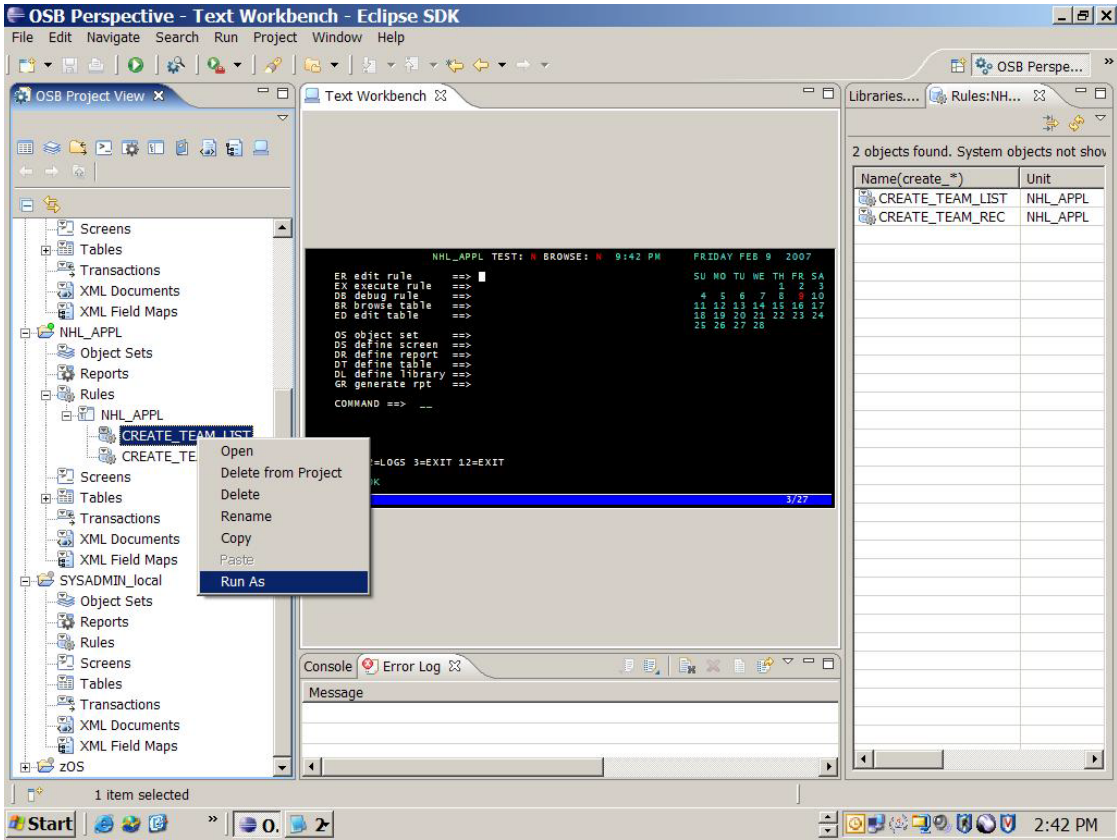 OSB Perspective - Text Workbench - Eclipse SDK
File Edit Navigate Search Run Project Window Help
OSB Perspe... »
OSB Project View
Screens
Tables
Transactions
XML Documents
XML Field Maps
NHL_APPL
Object Sets
Reports
Rules
NHL_APPL
CREATE_TEAM_LIST
CREATE_TE
Screens
Tables
Transactions
XML Documents
XML Field Maps
SYSADMIN_local
Object Sets
Reports
Rules
Screens
Tables
Transactions
XML Documents
XML Field Maps
zOS
Open
Delete from Project
Delete
Rename
Copy
Paste
Run As
Text Workbench
NHL_APPL TEST: N BROWSE: N 9:42 PM FRIDAY FEB 9 2007
ER edit rule ==>
EX execute rule ==>
DB debug rule ==>
BR browse table ==>
ED edit table ==>
OS object set ==>
DS define screen ==>
DR define report ==>
DT define table ==>
DL define library ==>
GR generate rpt ==>
COMMAND ==> __
SU MO TU WE TH FR SA
1 2 3
4 5 6 7 8 9 10
11 12 13 14 15 16 17
18 19 20 21 22 23 24
25 26 27 28
=LOGS 3=EXIT 12=EXIT
K
3/27
Console Error Log
Message
Libraries.... Rules:NH...
2 objects found. System objects not shov
Name(create_*) Unit
CREATE_TEAM_LIST NHL_APPL
CREATE_TEAM_REC NHL_APPL
1 item selected
Start » 0. 2 2:42 PM